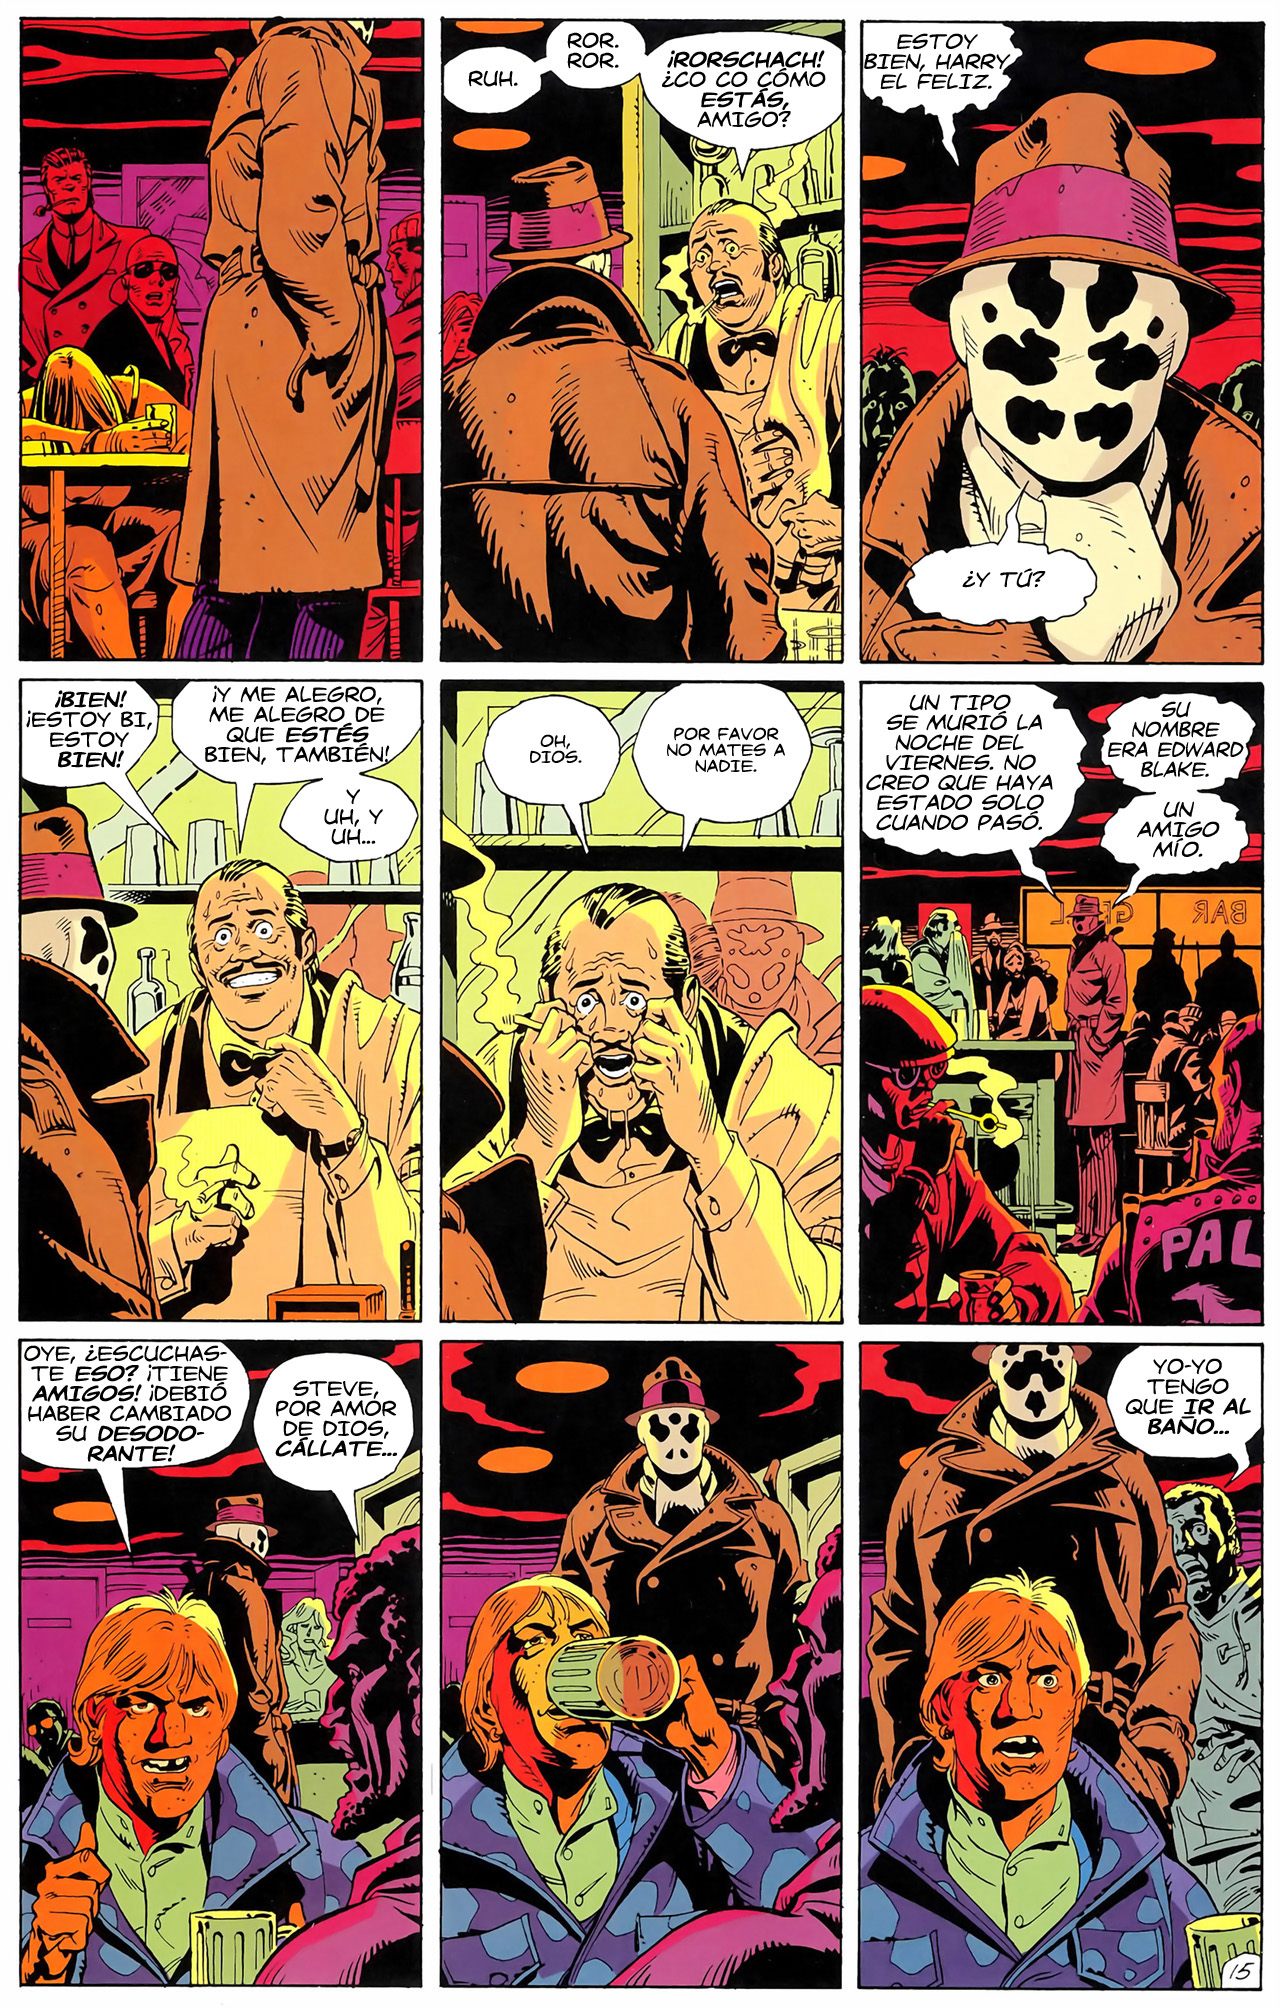 RUH.
ROR.
ROR.
¡RORSCHACH!
¿CO CO CÓMO
ESTÁS,
AMIGO?
ESTOY
BIEN, HARRY
EL FELIZ.
¿Y TÚ?
¡BIEN!
¡ESTOY BI,
ESTOY
BIEN!
¡Y ME ALEGRO,
ME ALEGRO DE
QUE ESTÉS
BIEN, TAMBIÉN!
Y
UH, Y
UH...
OH,
DIOS.
POR FAVOR
NO MATES A
NADIE.
UN TIPO
SE MURIÓ LA
NOCHE DEL
VIERNES. NO
CREO QUE HAYA
ESTADO SOLO
CUANDO PASÓ.
SU
NOMBRE
ERA EDWARD
BLAKE.
UN
AMIGO
MÍO.
BAR
PAL
OYE, ¿ESCUCHAS-
TE ESO? ¡TIENE
AMIGOS! ¡DEBIÓ
HABER CAMBIADO
SU DESODO-
RANTE!
STEVE,
POR AMOR
DE DIOS,
CÁLLATE...
YO-YO
TENGO
QUE IR AL
BAÑO...
15